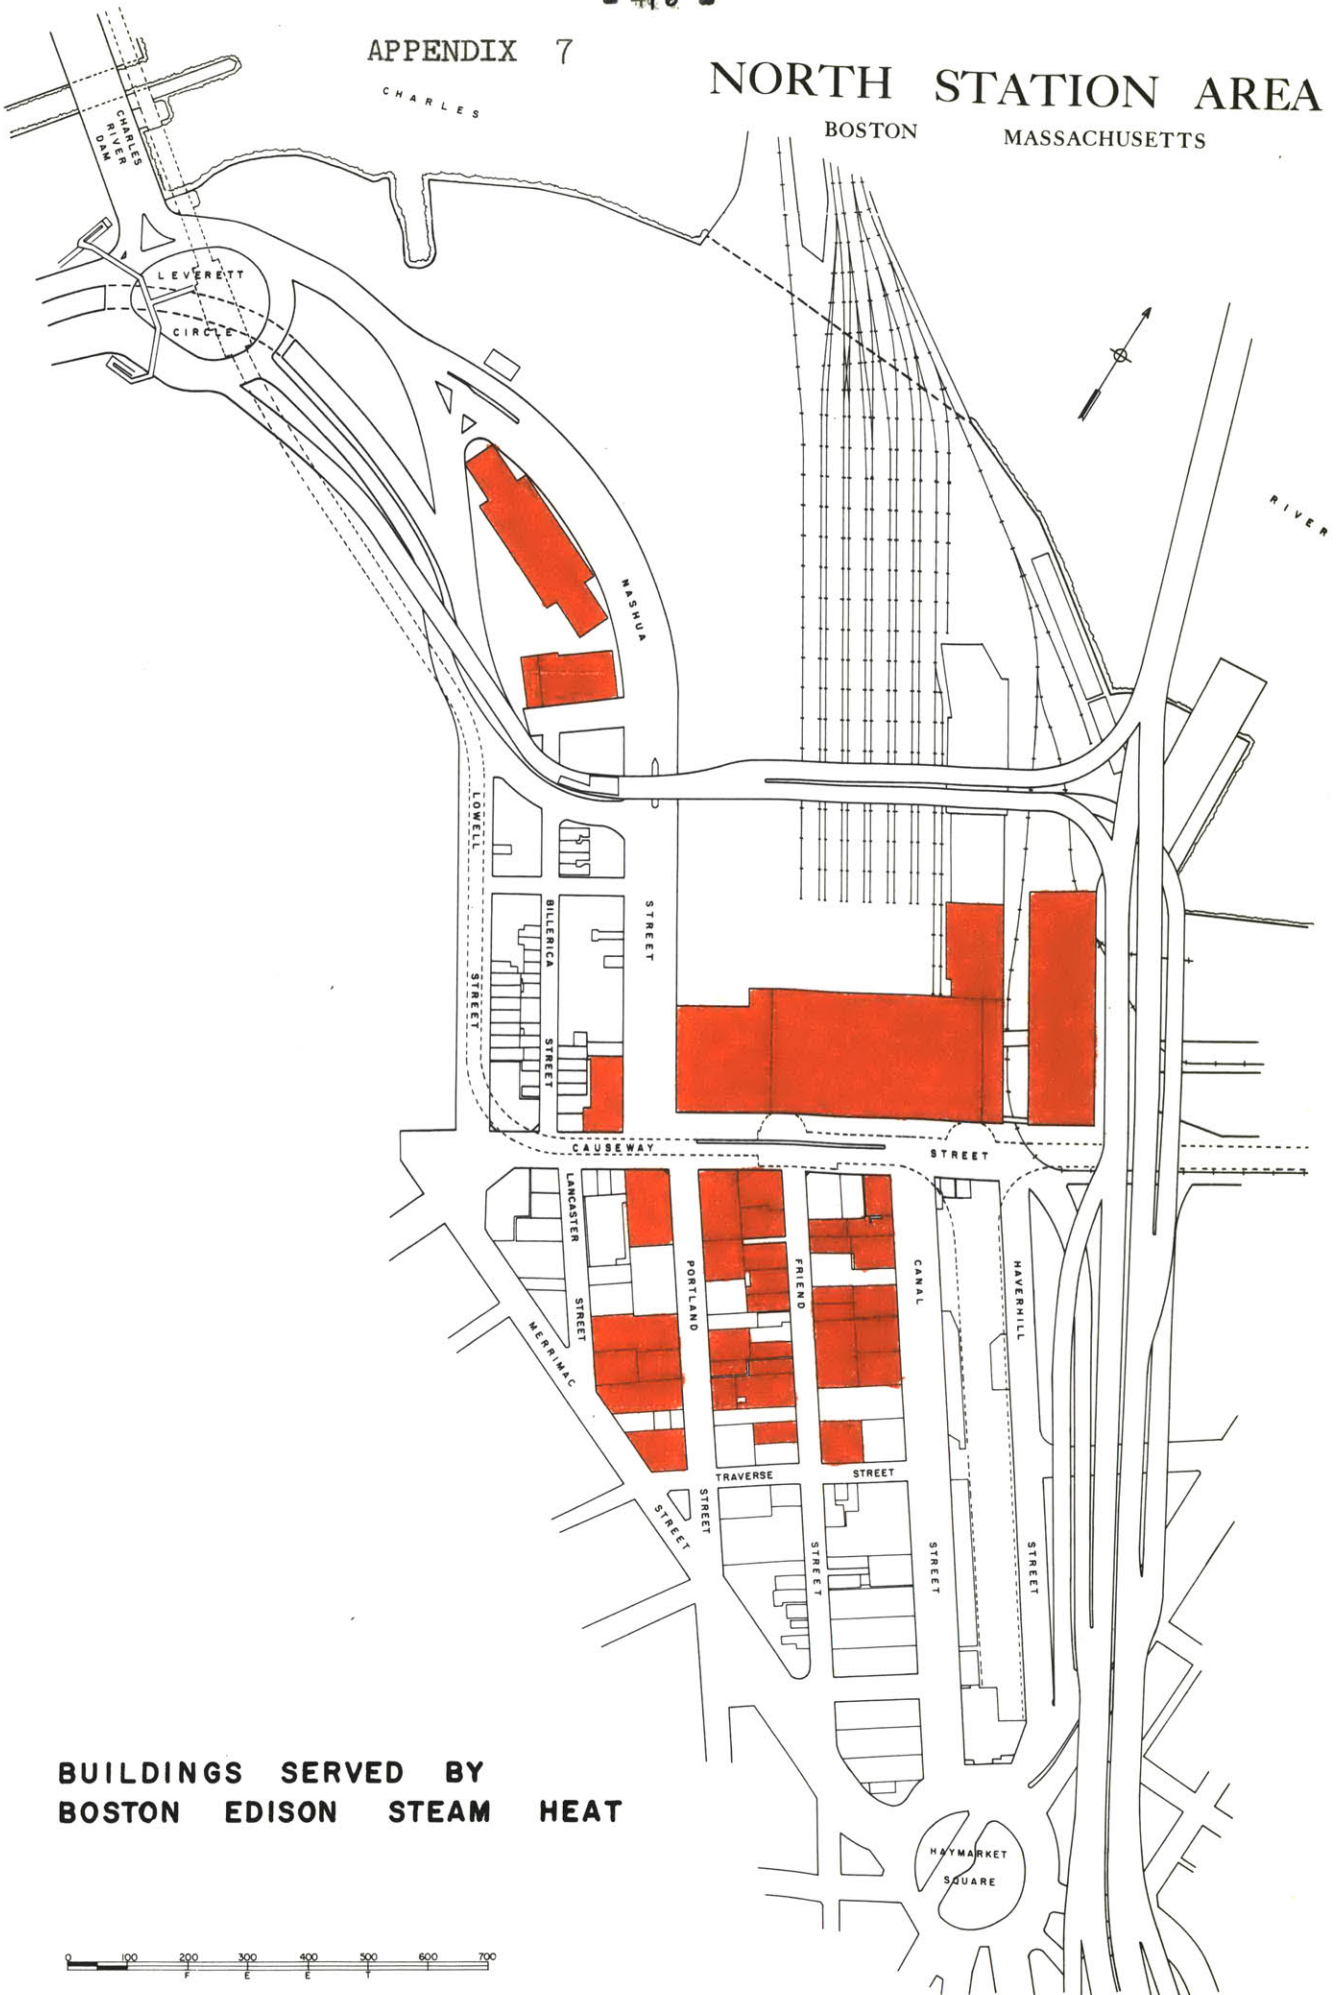 APPENDIX 7
NORTH STATION AREA
BOSTON MASSACHUSETTS
CHARLES
CHARLES
RIVER
DAM
LEVERETT
CIRCLE
RIVER
NASHUA
STREET
LOWELL
STREET
BILLERICA
STREET
CAUSEWAY
STREET
LANCASTER
STREET
PORTLAND
STREET
FRIEND
STREET
CANAL
STREET
HAVERHILL
STREET
MERRIMAC
STREET
TRAVERSE STREET
BUILDINGS SERVED BY
BOSTON EDISON STEAM HEAT
HAYMARKET
SQUARE
0 100 200 300 400 500 600 700
FEET